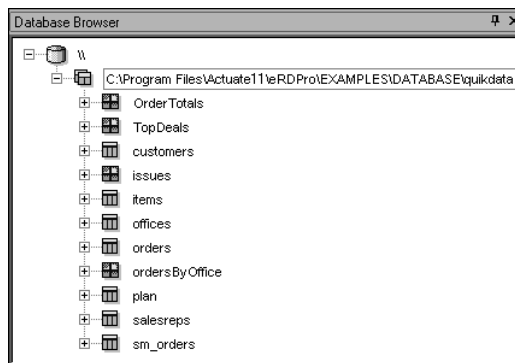 Database Browser
\\
C:\Program Files\Actuate11\eRDPro\EXAMPLES\DATABASE\quikdata
OrderTotals
TopDeals
customers
issues
items
offices
orders
ordersByOffice
plan
salesreps
sm_orders